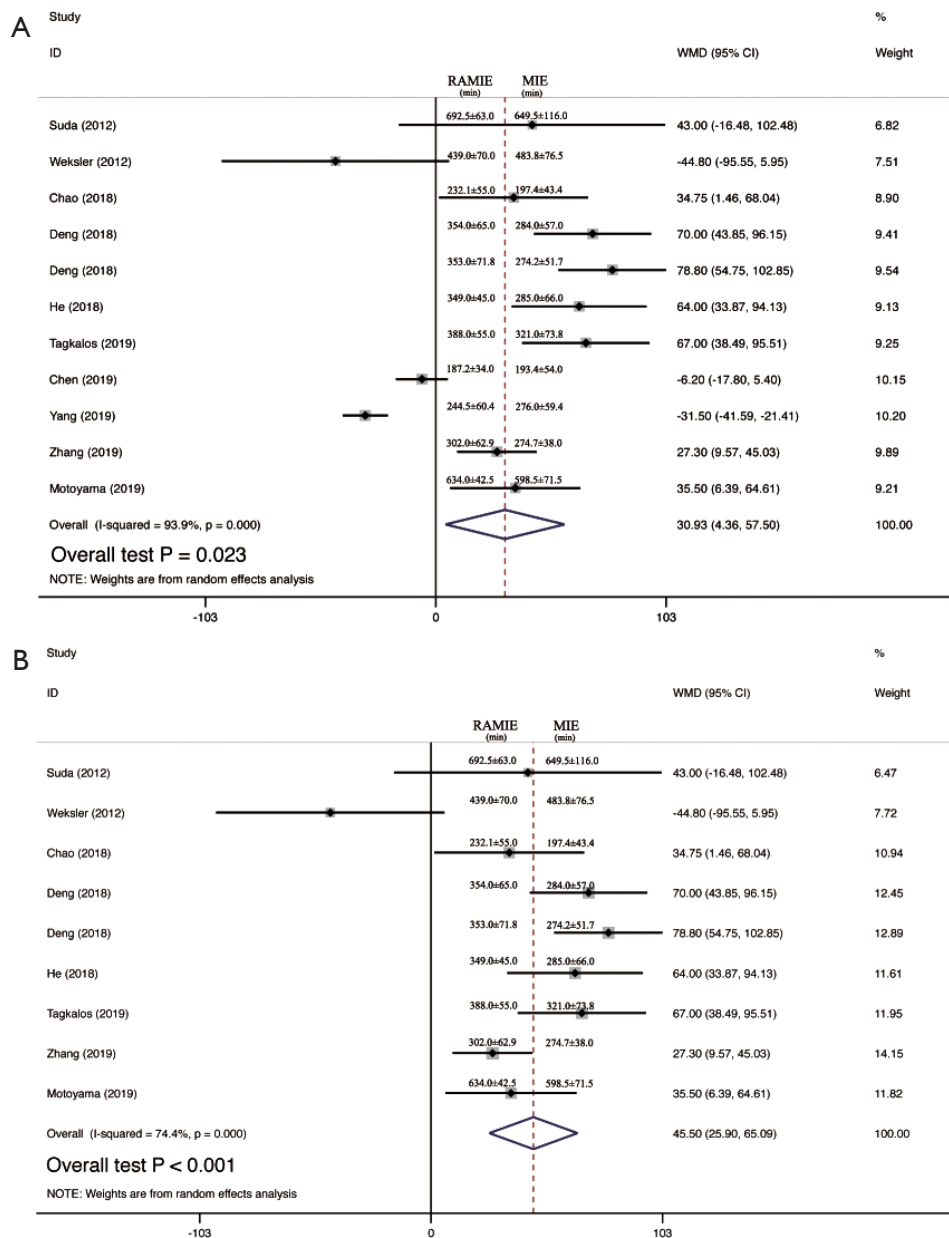 A
Study %
ID WMD (95% CI) Weight
RAMIE MIE
(min) (min)
Suda (2012) 692.5±63.0 649.5±116.0 43.00 (-16.48, 102.48) 6.82
Weksler (2012) 439.0±70.0 483.8±76.5 -44.80 (-95.55, 5.95) 7.51
Chao (2018) 232.1±55.0 197.4±43.4 34.75 (1.46, 68.04) 8.90
Deng (2018) 354.0±65.0 284.0±57.0 70.00 (43.85, 96.15) 9.41
Deng (2018) 353.0±71.8 274.2±51.7 78.80 (54.75, 102.85) 9.54
He (2018) 349.0±45.0 285.0±66.0 64.00 (33.87, 94.13) 9.13
Tagkalos (2019) 388.0±55.0 321.0±73.8 67.00 (38.49, 95.51) 9.25
Chen (2019) 187.2±34.0 193.4±54.0 -6.20 (-17.80, 5.40) 10.15
Yang (2019) 244.5±60.4 276.0±59.4 -31.50 (-41.59, -21.41) 10.20
Zhang (2019) 302.0±62.9 274.7±38.0 27.30 (9.57, 45.03) 9.89
Motoyama (2019) 634.0±42.5 598.5±71.5 35.50 (6.39, 64.61) 9.21
Overall (I-squared = 93.9%, p = 0.000) 30.93 (4.36, 57.50) 100.00
Overall test P = 0.023
NOTE: Weights are from random effects analysis
-103 0 103
B
Study %
ID WMD (95% CI) Weight
RAMIE MIE
(min) (min)
Suda (2012) 692.5±63.0 649.5±116.0 43.00 (-16.48, 102.48) 6.47
Weksler (2012) 439.0±70.0 483.8±76.5 -44.80 (-95.55, 5.95) 7.72
Chao (2018) 232.1±55.0 197.4±43.4 34.75 (1.46, 68.04) 10.94
Deng (2018) 354.0±65.0 284.0±57.0 70.00 (43.85, 96.15) 12.45
Deng (2018) 353.0±71.8 274.2±51.7 78.80 (54.75, 102.85) 12.89
He (2018) 349.0±45.0 285.0±66.0 64.00 (33.87, 94.13) 11.61
Tagkalos (2019) 388.0±55.0 321.0±73.8 67.00 (38.49, 95.51) 11.95
Zhang (2019) 302.0±62.9 274.7±38.0 27.30 (9.57, 45.03) 14.15
Motoyama (2019) 634.0±42.5 598.5±71.5 35.50 (6.39, 64.61) 11.82
Overall (I-squared = 74.4%, p = 0.000) 45.50 (25.90, 65.09) 100.00
Overall test P < 0.001
NOTE: Weights are from random effects analysis
-103 0 103